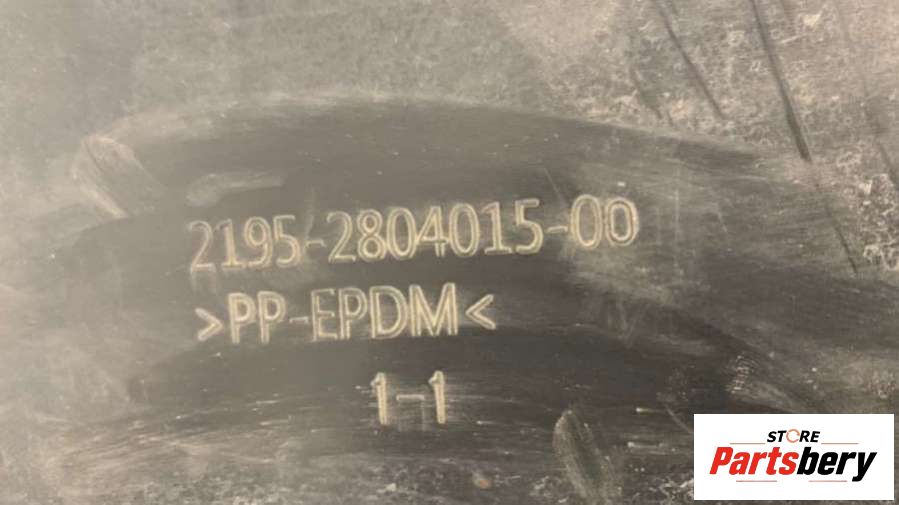 2195-2804015-00
>PP-EPDM<
1-1
STORE
Partsbery